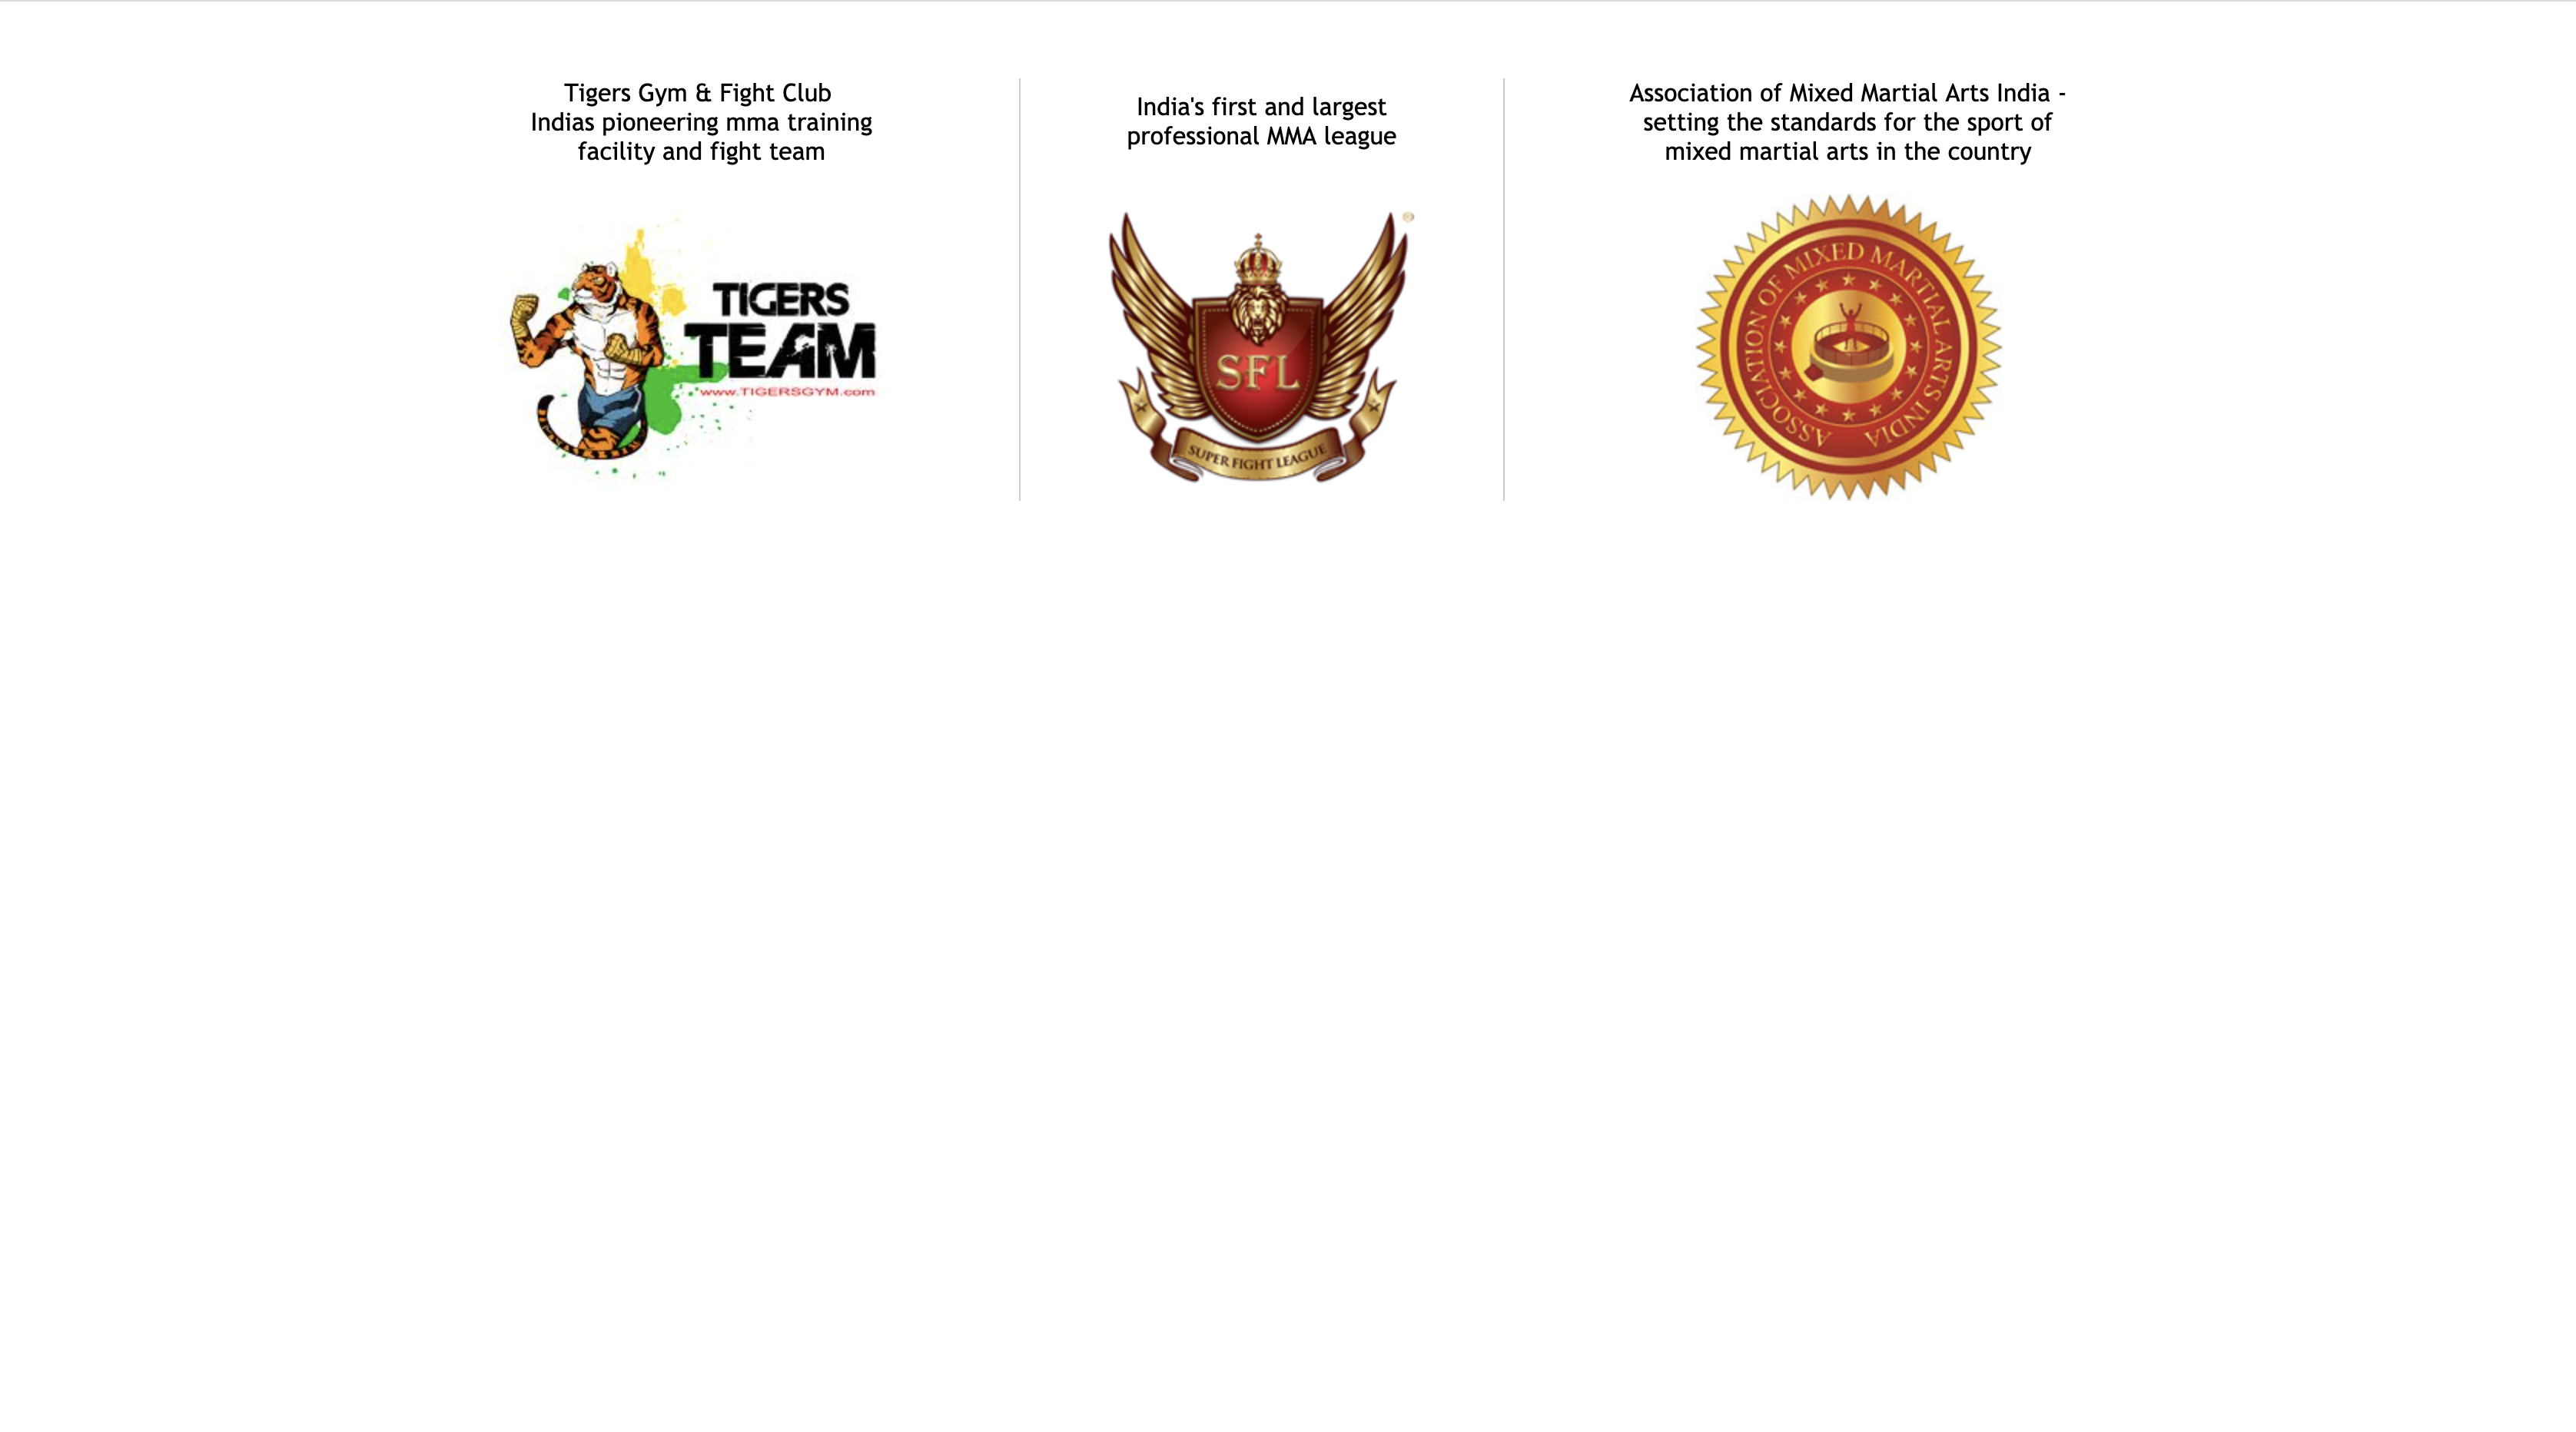 Tigers Gym & Fight Club
Indias pioneering mma training
facility and fight team
TIGERS
TEAM
www.TIGERSGYM.com
India's first and largest
professional MMA league
SFL
SUPER FIGHT LEAGUE
Association of Mixed Martial Arts India -
setting the standards for the sport of
mixed martial arts in the country
ASSOCIATION OF MIXED MARTIAL ARTS INDIA